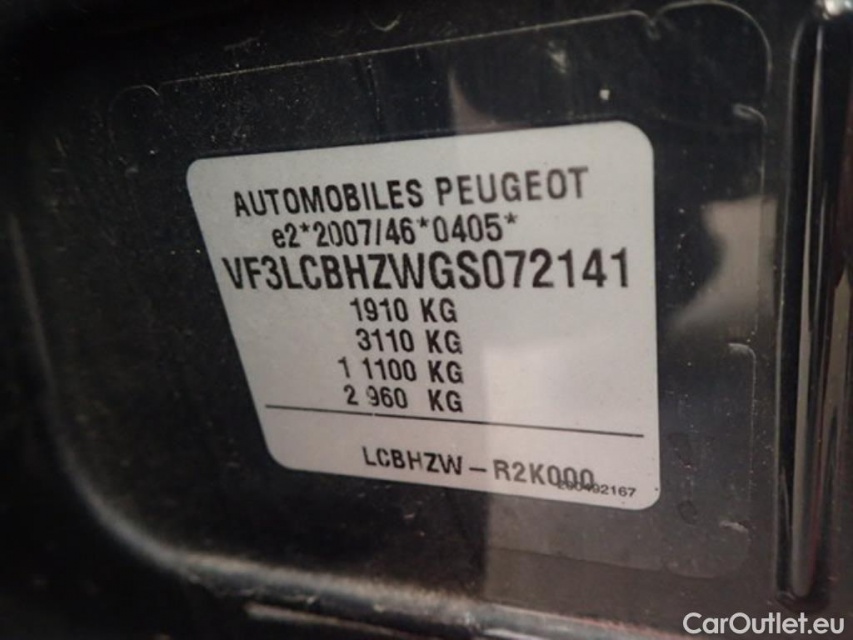 AUTOMOBILES PEUGEOT
e2*2007/46*0405*
VF3LCBHZWGS072141
1910 KG
3110 KG
1 1100 KG
2 960 KG
LCBHZW - R2K000
CarOutlet.eu